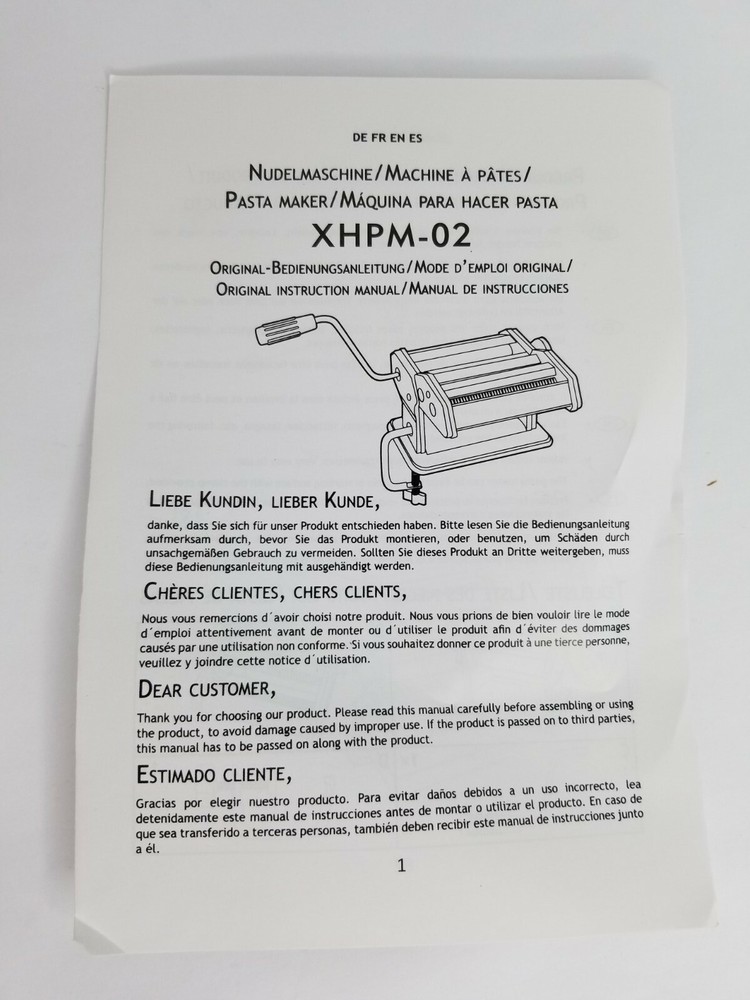 DE FR EN ES
Nudelmaschine/Machine à pâtes/
Pasta maker/Máquina para hacer pasta
XHPM-02
Original-Bedienungsanleitung/Mode d'emploi original/
Original instruction manual/Manual de instrucciones
Liebe Kundin, lieber Kunde,
danke, dass Sie sich für unser Produkt entschieden haben. Bitte lesen Sie die Bedienungsanleitung
aufmerksam durch, bevor Sie das Produkt montieren, oder benutzen, um Schäden durch
unsachgemäßen Gebrauch zu vermeiden. Sollten Sie dieses Produkt an Dritte weitergeben, muss
diese Bedienungsanleitung mit ausgehändigt werden.
Chères clientes, chers clients,
Nous vous remercions d´avoir choisi notre produit. Nous vous prions de bien vouloir lire le mode
d´emploi attentivement avant de monter ou d´utiliser le produit afin d´éviter des dommages
causés par une utilisation non conforme. Si vous souhaitez donner ce produit à une tierce personne,
veuillez y joindre cette notice d´utilisation.
Dear customer,
Thank you for choosing our product. Please read this manual carefully before assembling or using
the product, to avoid damage caused by improper use. If the product is passed on to third parties,
this manual has to be passed on along with the product.
Estimado cliente,
Gracias por elegir nuestro producto. Para evitar daños debidos a un uso incorrecto, lea
detenidamente este manual de instrucciones antes de montar o utilizar el producto. En caso de
que sea transferido a terceras personas, también deben recibir este manual de instrucciones junto
a él.
1